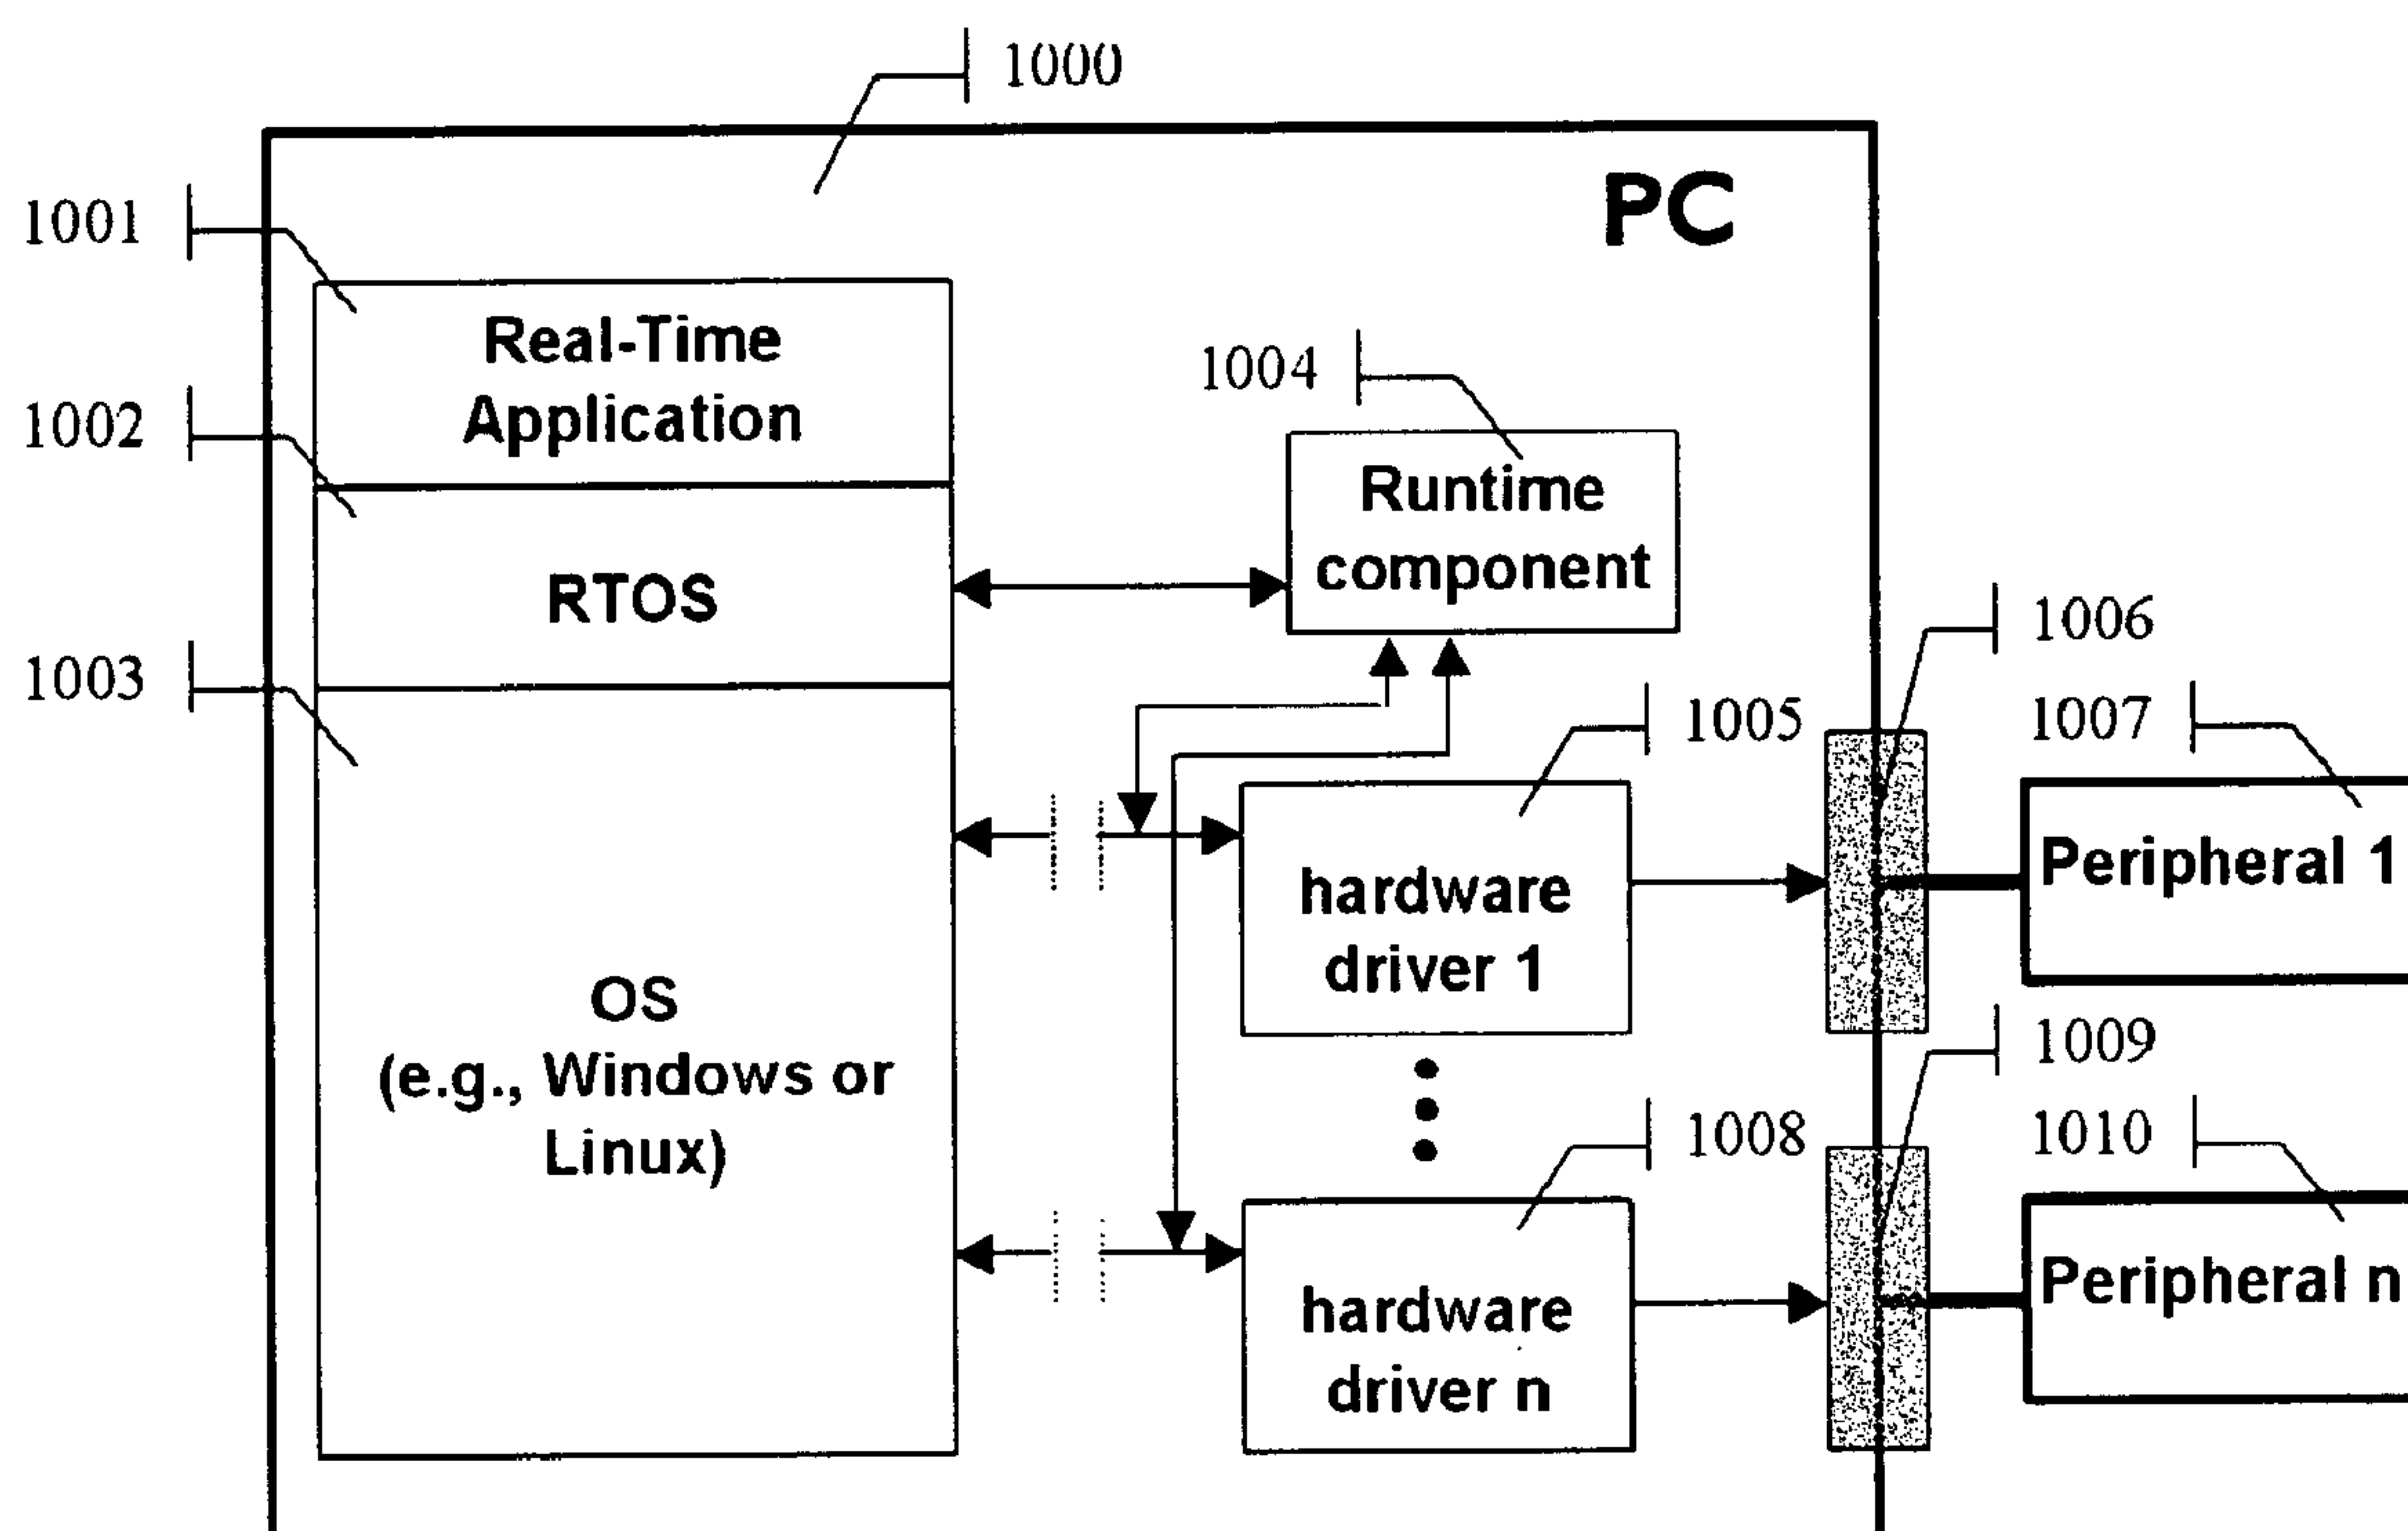 1000
PC
1001
Real-Time
Application
1002
1004
Runtime
component
RTOS
1003
1006
1005
1007
hardware
driver 1
Peripheral 1
OS
(e.g., Windows or
Linux)
1009
1008
1010
hardware
driver n
Peripheral n